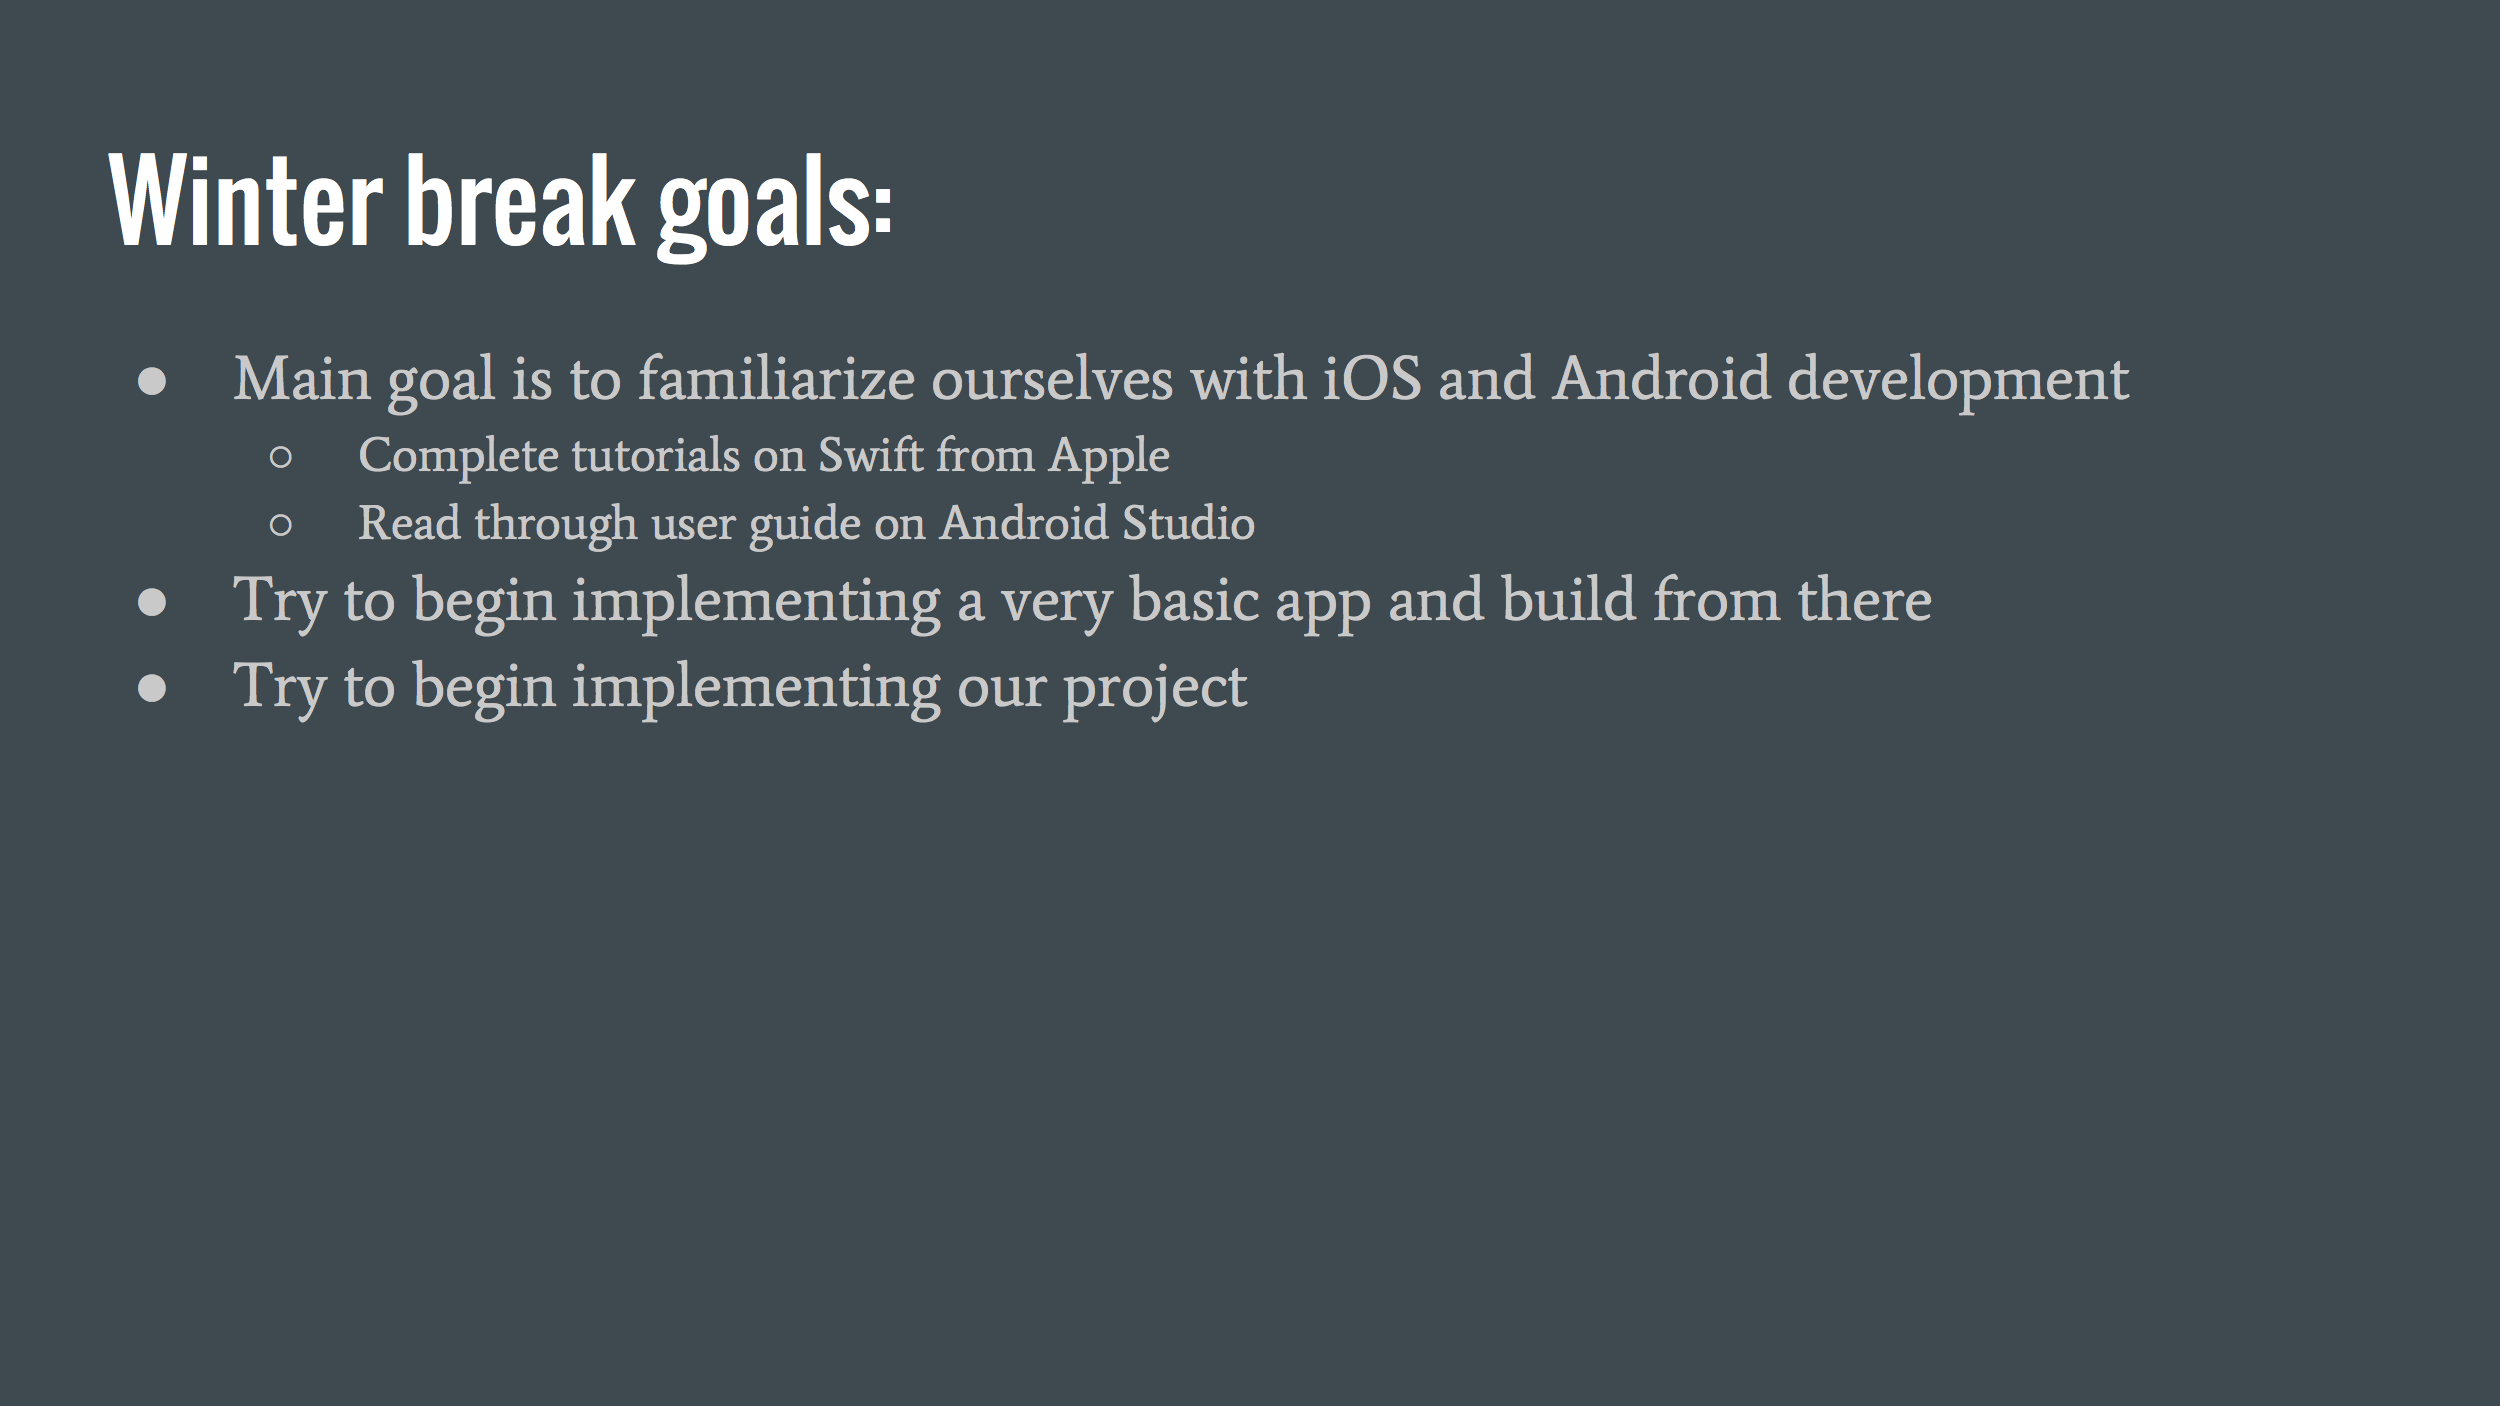 Winter break goals:
● Main goal is to familiarize ourselves with iOS and Android development
○ Complete tutorials on Swift from Apple
○ Read through user guide on Android Studio
● Try to begin implementing a very basic app and build from there
● Try to begin implementing our project